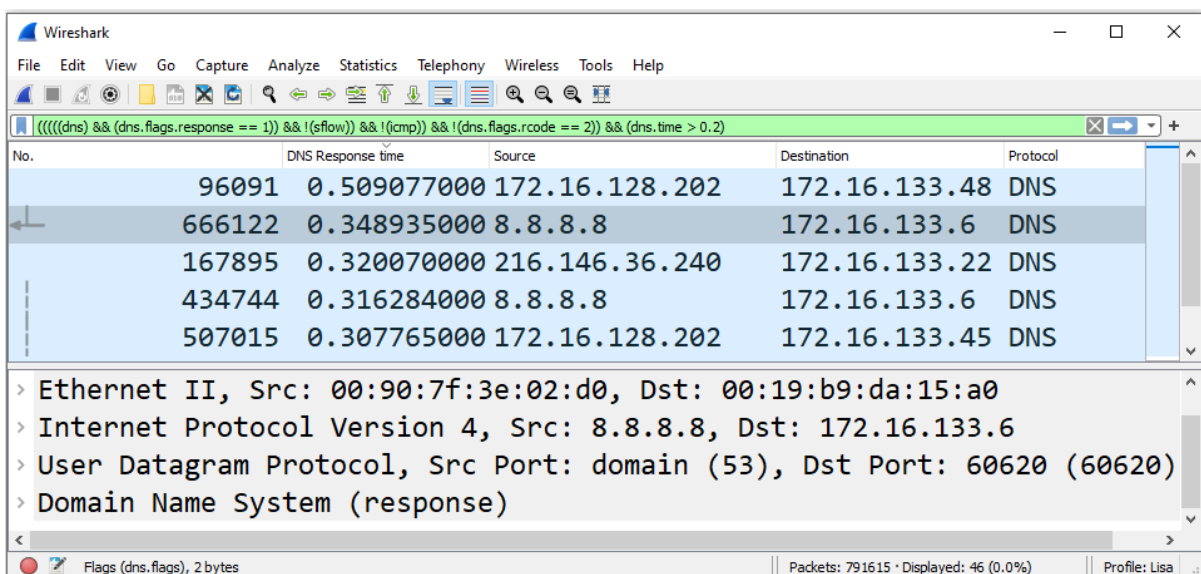 Wireshark
File Edit View Go Capture Analyze Statistics Telephony Wireless Tools Help
(((((dns) && (dns.flags.response == 1)) && !(sflow)) && !(icmp)) && !(dns.flags.rcode == 2)) && (dns.time > 0.2)
No. DNS Response time Source Destination Protocol
96091 0.509077000 172.16.128.202 172.16.133.48 DNS
666122 0.348935000 8.8.8.8 172.16.133.6 DNS
167895 0.320070000 216.146.36.240 172.16.133.22 DNS
434744 0.316284000 8.8.8.8 172.16.133.6 DNS
507015 0.307765000 172.16.128.202 172.16.133.45 DNS
Ethernet II, Src: 00:90:7f:3e:02:d0, Dst: 00:19:b9:da:15:a0
Internet Protocol Version 4, Src: 8.8.8.8, Dst: 172.16.133.6
User Datagram Protocol, Src Port: domain (53), Dst Port: 60620 (60620)
Domain Name System (response)
Flags (dns.flags), 2 bytes Packets: 791615 · Displayed: 46 (0.0%) Profile: Lisa